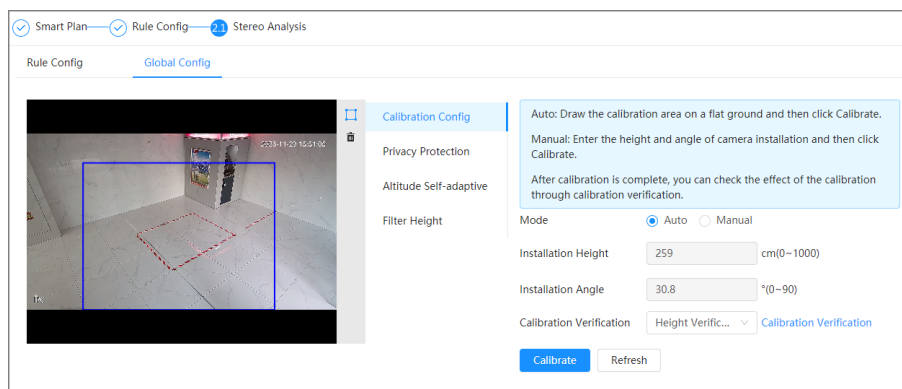 Smart Plan Rule Config 2.1 Stereo Analysis
Rule Config Global Config
Calibration Config
Privacy Protection
Altitude Self-adaptive
Filter Height
Auto: Draw the calibration area on a flat ground and then click Calibrate.
Manual: Enter the height and angle of camera installation and then click
Calibrate.
After calibration is complete, you can check the effect of the calibration
through calibration verification.
Mode Auto Manual
Installation Height 259 cm(0~1000)
Installation Angle 30.8 °(0~90)
Calibration Verification Height Verific... Calibration Verification
Calibrate Refresh